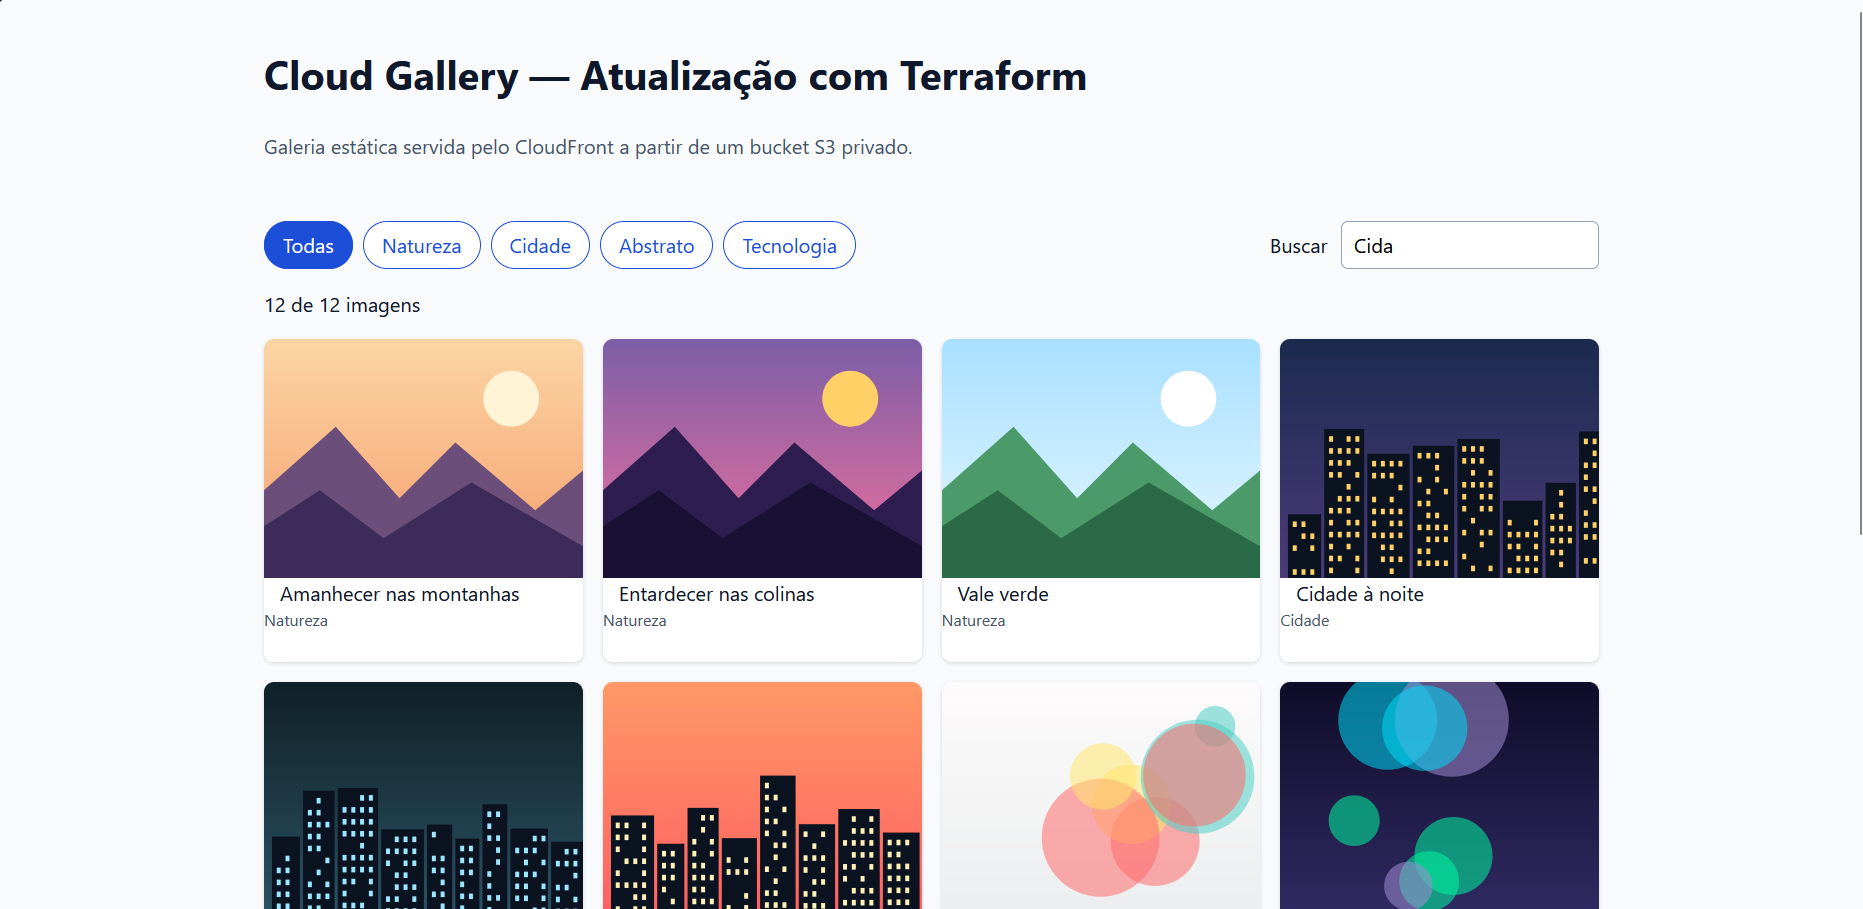 Cloud Gallery — Atualização com Terraform
Galeria estática servida pelo CloudFront a partir de um bucket S3 privado.
Todas Natureza Cidade Abstrato Tecnologia Buscar Cida
12 de 12 imagens
Amanhecer nas montanhas Entardecer nas colinas Vale verde Cidade à noite
Natureza Natureza Natureza Cidade